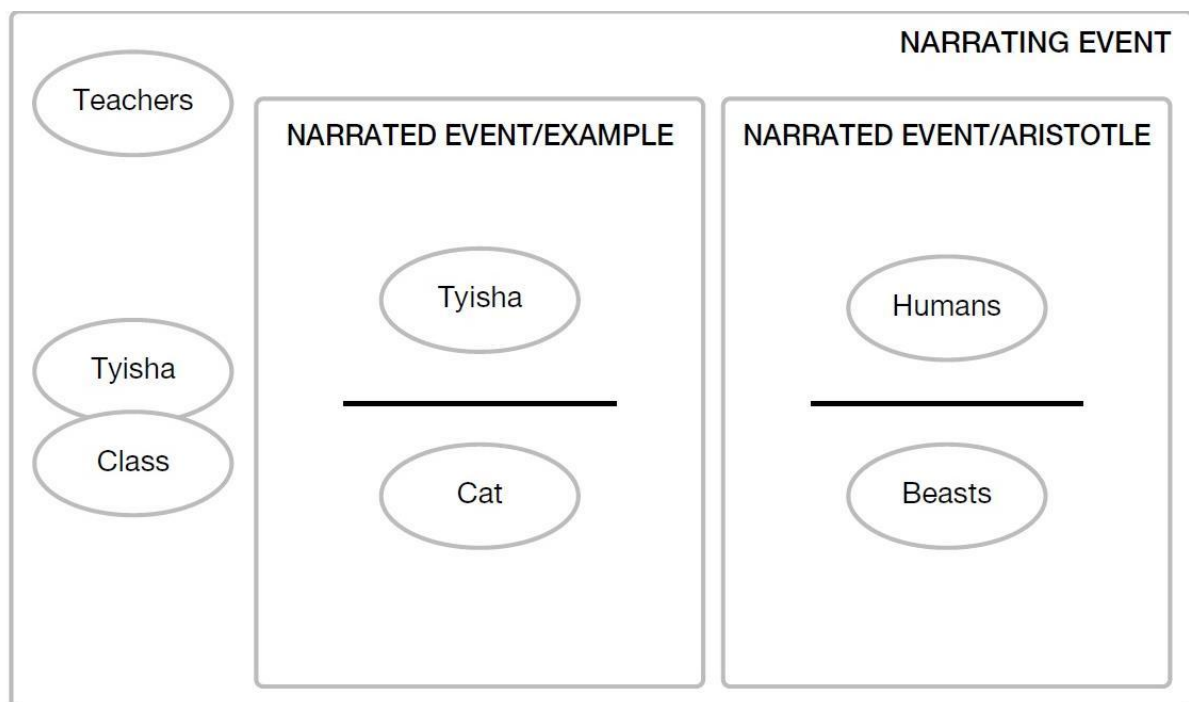 NARRATING EVENT
Teachers
Tyisha
Class
NARRATED EVENT/EXAMPLE
Tyisha
Cat
NARRATED EVENT/ARISTOTLE
Humans
Beasts